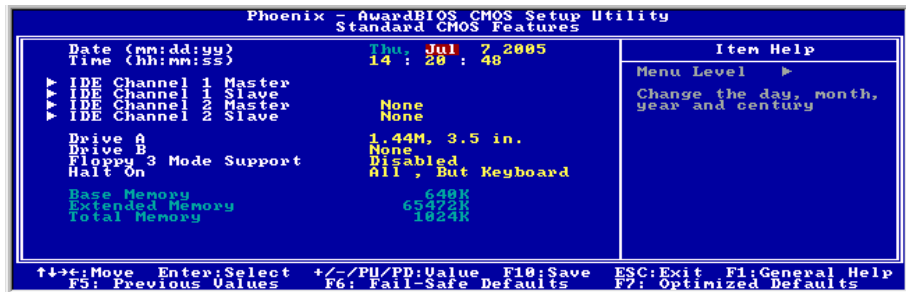 Phoenix - AwardBIOS CMOS Setup Utility
Standard CMOS Features
Date (mm:dd:yy) Thu, Jul 7 2005
Time (hh:mm:ss) 14 : 20 : 48
► IDE Channel 1 Master
► IDE Channel 1 Slave
► IDE Channel 2 Master None
► IDE Channel 2 Slave None
Drive A 1.44M, 3.5 in.
Drive B None
Floppy 3 Mode Support Disabled
Halt On All , But Keyboard
Base Memory 640K
Extended Memory 65472K
Total Memory 1024K
Item Help
Menu Level ►
Change the day, month,
year and century
↑↓→←:Move Enter:Select +/-/PU/PD:Value F10:Save ESC:Exit F1:General Help
F5: Previous Values F6: Fail-Safe Defaults F7: Optimized Defaults